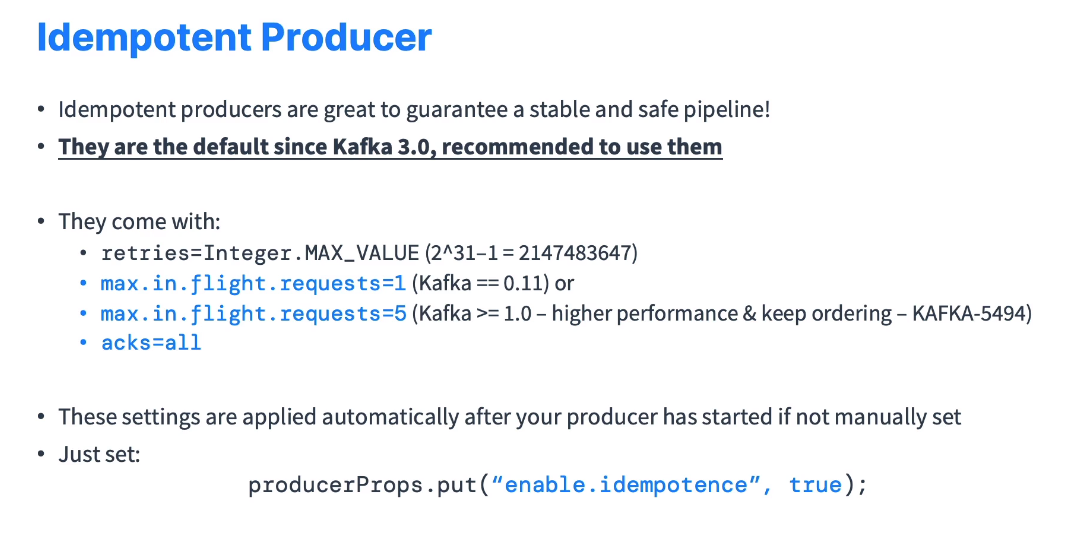 Idempotent Producer
• Idempotent producers are great to guarantee a stable and safe pipeline!
• They are the default since Kafka 3.0, recommended to use them
• They come with:
• retries=Integer.MAX_VALUE (2^31–1 = 2147483647)
• max.in.flight.requests=1 (Kafka == 0.11) or
• max.in.flight.requests=5 (Kafka >= 1.0 – higher performance & keep ordering – KAFKA-5494)
• acks=all
• These settings are applied automatically after your producer has started if not manually set
• Just set:
producerProps.put(“enable.idempotence”, true);